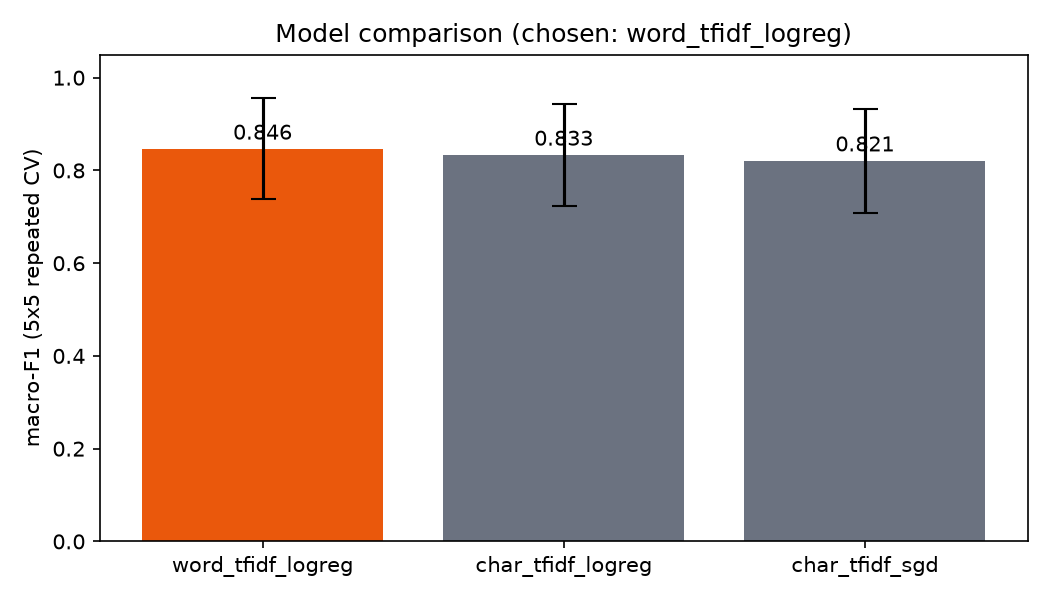 Model comparison (chosen: word_tfidf_logreg)
macro-F1 (5x5 repeated CV)
1.0
0.8
0.6
0.4
0.2
0.0
0.846
0.833
0.821
word_tfidf_logreg
char_tfidf_logreg
char_tfidf_sgd